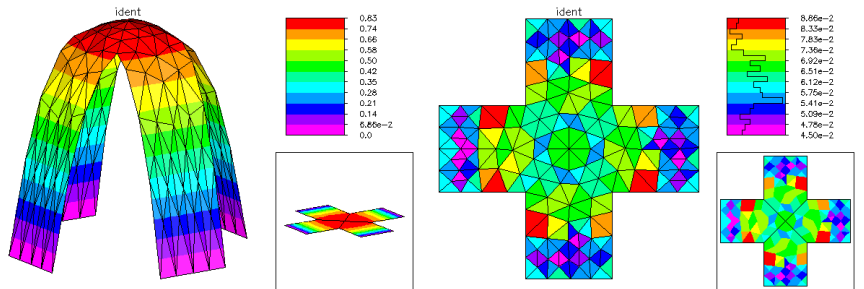 ident
0.83
0.74
0.66
0.58
0.50
0.42
0.35
0.28
0.21
0.14
6.86e-2
0.0
ident
8.86e-2
8.33e-2
7.83e-2
7.36e-2
6.92e-2
6.51e-2
6.12e-2
5.75e-2
5.41e-2
5.09e-2
4.78e-2
4.50e-2